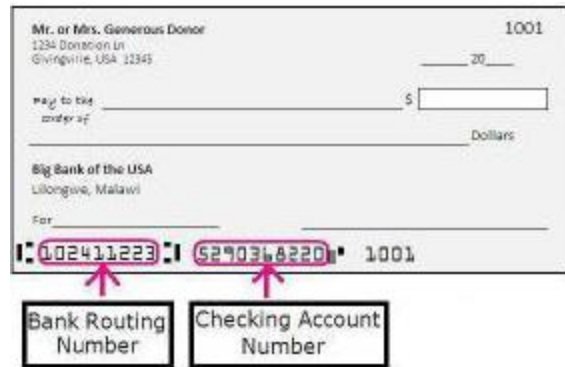 Mr. or Mrs. Generous Donor 1001
1234 Donation Ln
Givingville, USA 12345
20
Pay to the $
order of
Dollars
Big Bank of the USA
Lilongwe, Malawi
For
102411223 5290368220 1001
Bank Routing Number
Checking Account Number